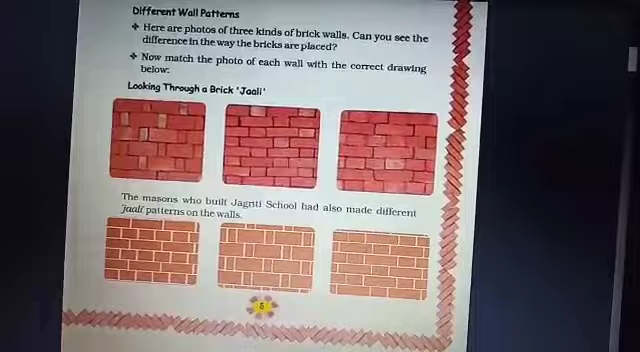 Different Wall Patterns
❖ Here are photos of three kinds of brick walls. Can you see the
difference in the way the bricks are placed?
❖ Now match the photo of each wall with the correct drawing
below:
Looking Through a Brick 'Jaali'
The masons who built Jagriti School had also made different
'jaali' patterns on the walls.
5